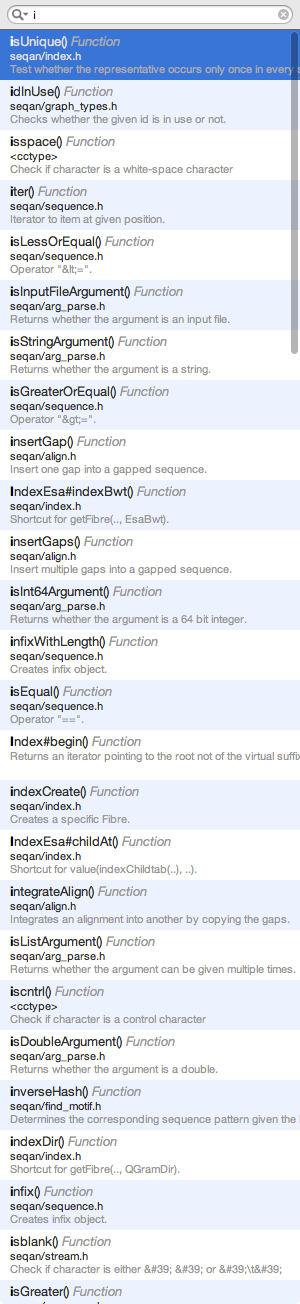 i
isUnique() Function
seqan/index.h
Test whether the representative occurs only once in every s
idInUse() Function
seqan/graph_types.h
Checks whether the given id is in use or not.
isspace() Function
<cctype>
Check if character is a white-space character
iter() Function
seqan/sequence.h
Iterator to item at given position.
isLessOrEqual() Function
seqan/sequence.h
Operator "&lt;=".
isInputFileArgument() Function
seqan/arg_parse.h
Returns whether the argument is an input file.
isStringArgument() Function
seqan/arg_parse.h
Returns whether the argument is a string.
isGreaterOrEqual() Function
seqan/sequence.h
Operator "&gt;=".
insertGap() Function
seqan/align.h
Insert one gap into a gapped sequence.
IndexEsa#indexBwt() Function
seqan/index.h
Shortcut for getFibre(.., EsaBwt).
insertGaps() Function
seqan/align.h
Insert multiple gaps into a gapped sequence.
isInt64Argument() Function
seqan/arg_parse.h
Returns whether the argument is a 64 bit integer.
infixWithLength() Function
seqan/sequence.h
Creates infix object.
isEqual() Function
seqan/sequence.h
Operator "==".
Index#begin() Function
Returns an iterator pointing to the root not of the virtual suffix
indexCreate() Function
seqan/index.h
Creates a specific Fibre.
IndexEsa#childAt() Function
seqan/index.h
Shortcut for value(indexChildtab(..), ..).
integrateAlign() Function
seqan/align.h
Integrates an alignment into another by copying the gaps.
isListArgument() Function
seqan/arg_parse.h
Returns whether the argument can be given multiple times.
iscntrl() Function
<cctype>
Check if character is a control character
isDoubleArgument() Function
seqan/arg_parse.h
Returns whether the argument is a double.
inverseHash() Function
seqan/find_motif.h
Determines the corresponding sequence pattern given the
indexDir() Function
seqan/index.h
Shortcut for getFibre(.., QGramDir).
infix() Function
seqan/sequence.h
Creates infix object.
isblank() Function
seqan/stream.h
Check if character is either &#39; &#39; or &#39;\t&#39;
isGreater() Function